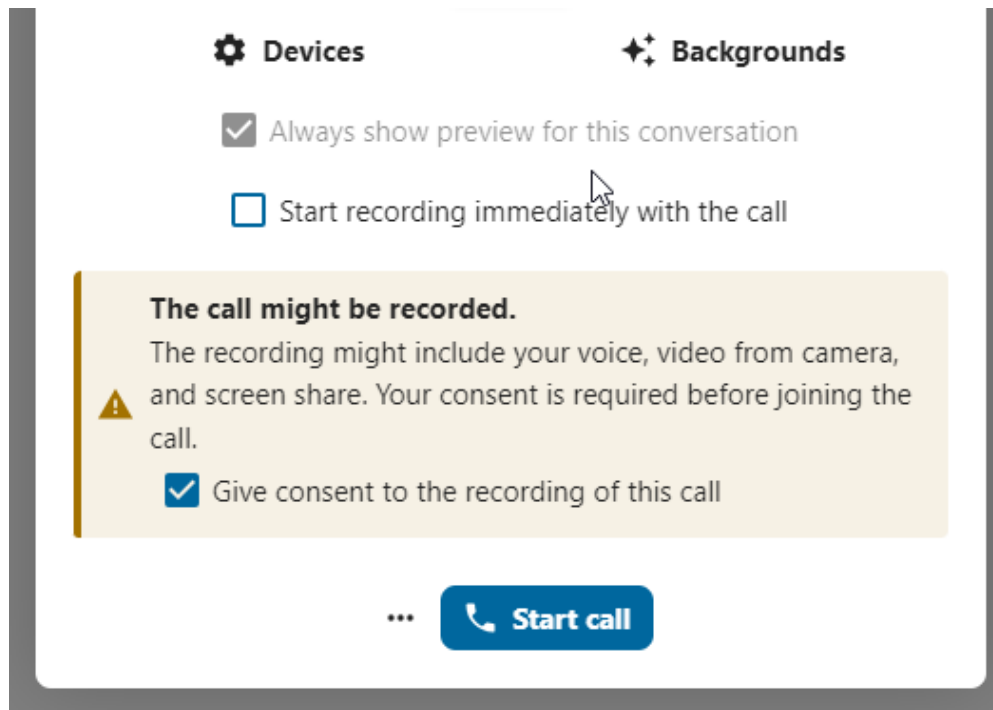 Devices
Backgrounds
Always show preview for this conversation
Start recording immediately with the call
The call might be recorded.
The recording might include your voice, video from camera,
and screen share. Your consent is required before joining the
call.
Give consent to the recording of this call
Start call